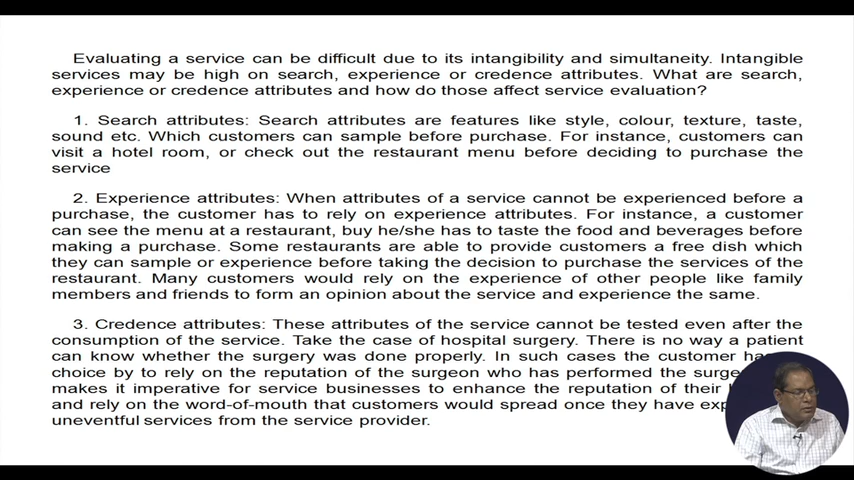 Evaluating a service can be difficult due to its intangibility and simultaneity. Intangible
services may be high on search, experience or credence attributes. What are search,
experience or credence attributes and how do those affect service evaluation?
1. Search attributes: Search attributes are features like style, colour, texture, taste,
sound etc. Which customers can sample before purchase. For instance, customers can
visit a hotel room, or check out the restaurant menu before deciding to purchase the
service
2. Experience attributes: When attributes of a service cannot be experienced before a
purchase, the customer has to rely on experience attributes. For instance, a customer
can see the menu at a restaurant, buy he/she has to taste the food and beverages before
making a purchase. Some restaurants are able to provide customers a free dish which
they can sample or experience before taking the decision to purchase the services of the
restaurant. Many customers would rely on the experience of other people like family
members and friends to form an opinion about the service and experience the same.
3. Credence attributes: These attributes of the service cannot be tested even after the
consumption of the service. Take the case of hospital surgery. There is no way a patient
can know whether the surgery was done properly. In such cases the customer
choice by to rely on the reputation of the surgeon who has performed the
makes it imperative for service businesses to enhance the reputation of their
and rely on the word-of-mouth that customers would spread once they have
uneventful services from the service provider.